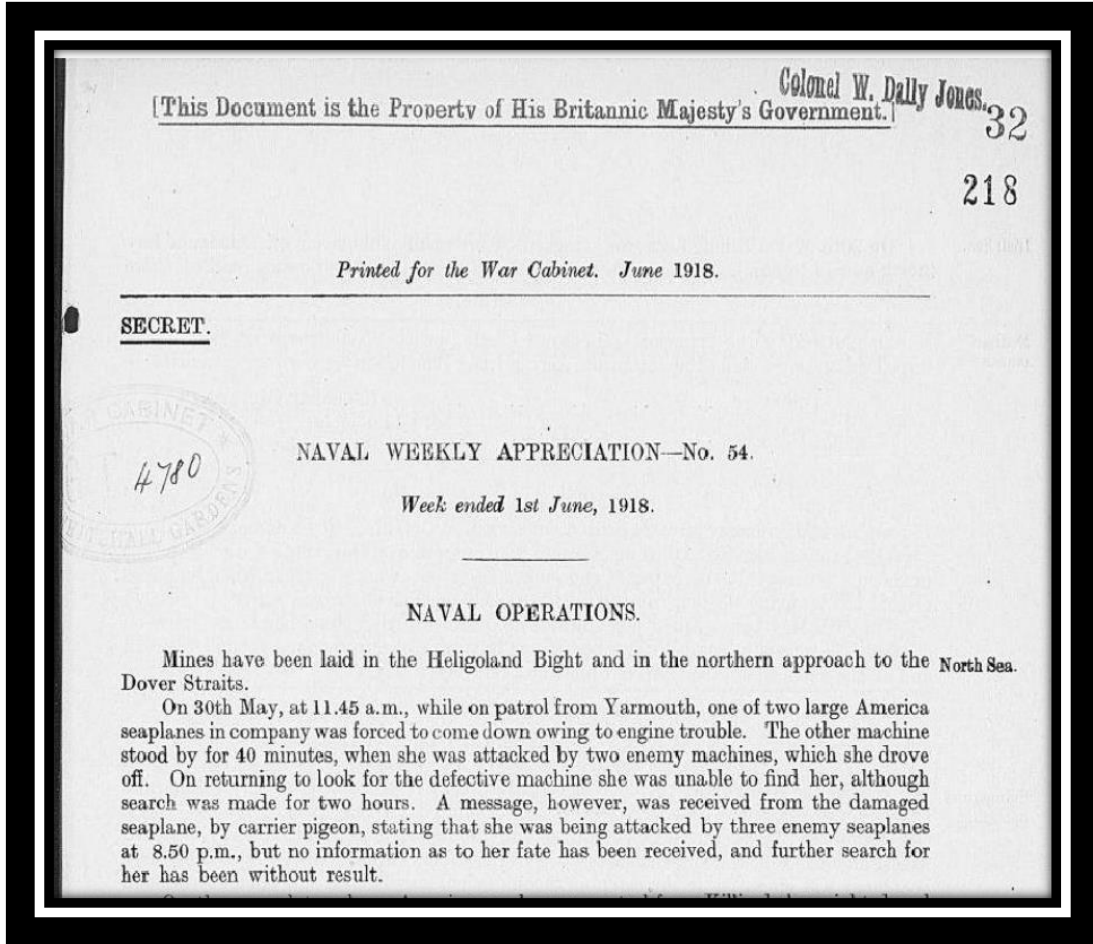 Colonel W. Dally Jones.
[This Document is the Property of His Britannic Majesty's Government.]
32
218
Printed for the War Cabinet. June 1918.
SECRET.
CABINET
4780
WHITEHALL GARDENS
NAVAL WEEKLY APPRECIATION—No. 54.
Week ended 1st June, 1918.
NAVAL OPERATIONS.
Mines have been laid in the Heligoland Bight and in the northern approach to the North Sea.
Dover Straits.
On 30th May, at 11.45 a.m., while on patrol from Yarmouth, one of two large America
seaplanes in company was forced to come down owing to engine trouble. The other machine
stood by for 40 minutes, when she was attacked by two enemy machines, which she drove
off. On returning to look for the defective machine she was unable to find her, although
search was made for two hours. A message, however, was received from the damaged
seaplane, by carrier pigeon, stating that she was being attacked by three enemy seaplanes
at 8.50 p.m., but no information as to her fate has been received, and further search for
her has been without result.